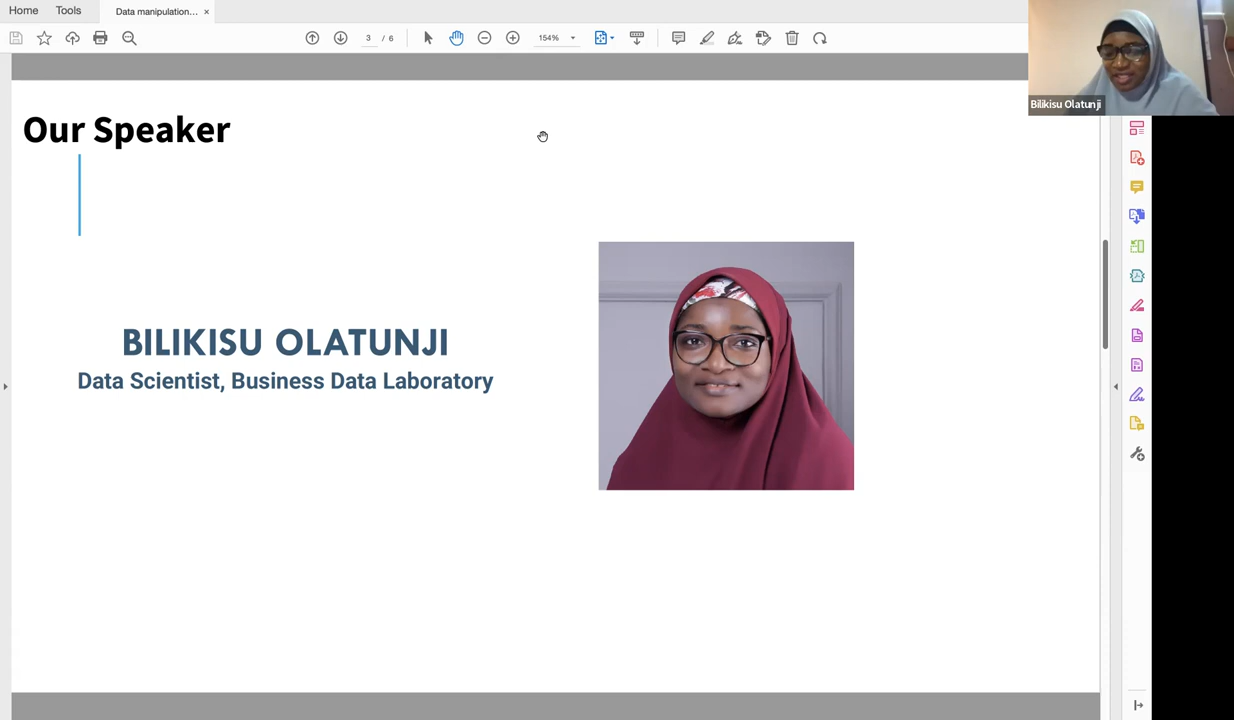 Home
Tools
Data manipulation...
3 / 6
154%
Bilikisu Olatunji
Our Speaker
BILIKISU OLATUNJI
Data Scientist, Business Data Laboratory